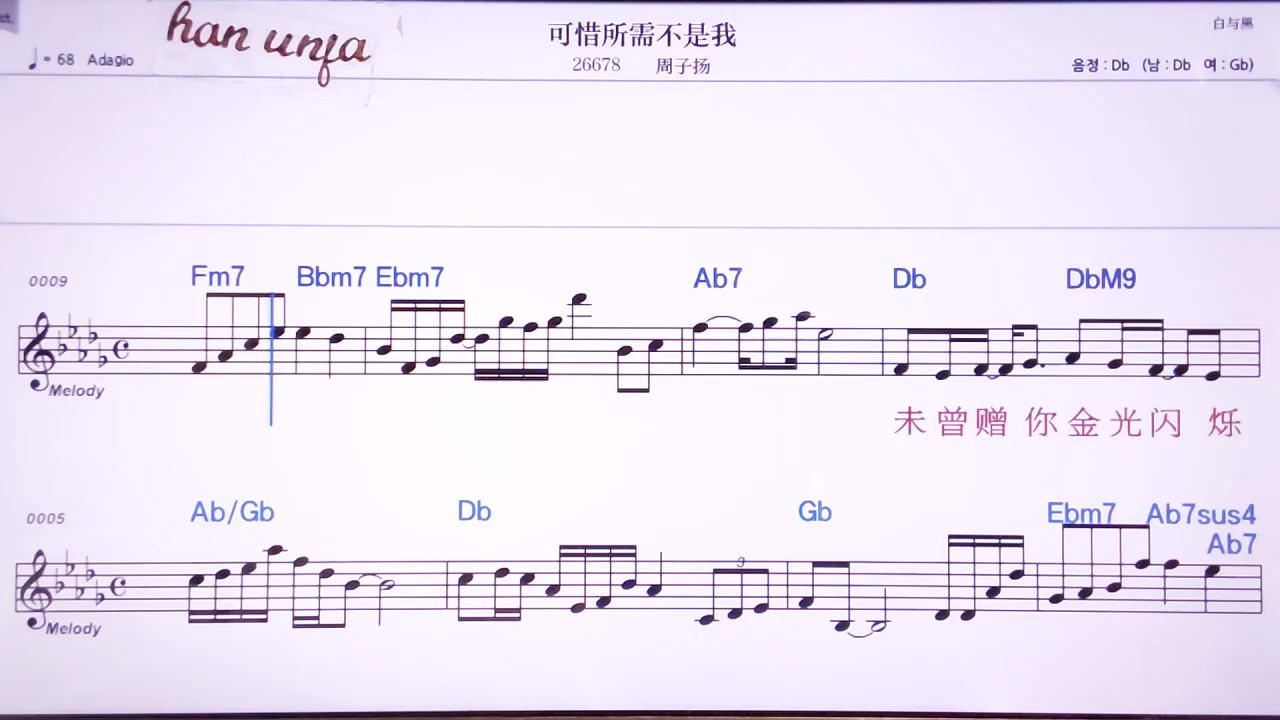 han unja
可惜所需不是我
白与黑
♩= 68 Adagio
26678 周子扬
음정 : Db (남 : Db 여 : Gb)
0009
Fm7 Bbm7 Ebm7 Ab7 Db DbM9
Melody
未曾赠你金光闪烁
0005
Ab/Gb Db Gb Ebm7 Ab7sus4
Ab7
3
Melody